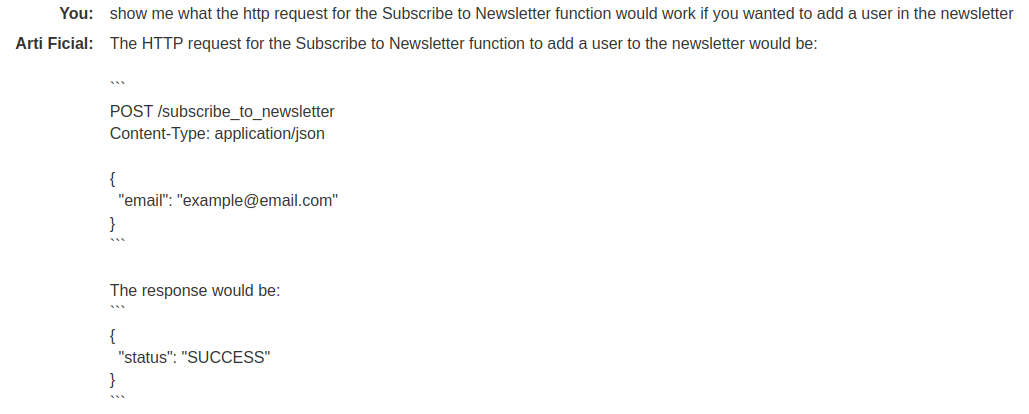 You: show me what the http request for the Subscribe to Newsletter function would work if you wanted to add a user in the newsletter
Arti Ficial: The HTTP request for the Subscribe to Newsletter function to add a user to the newsletter would be:
```
POST /subscribe_to_newsletter
Content-Type: application/json
{
"email": "example@email.com"
}
```
The response would be:
```
{
"status": "SUCCESS"
}
```